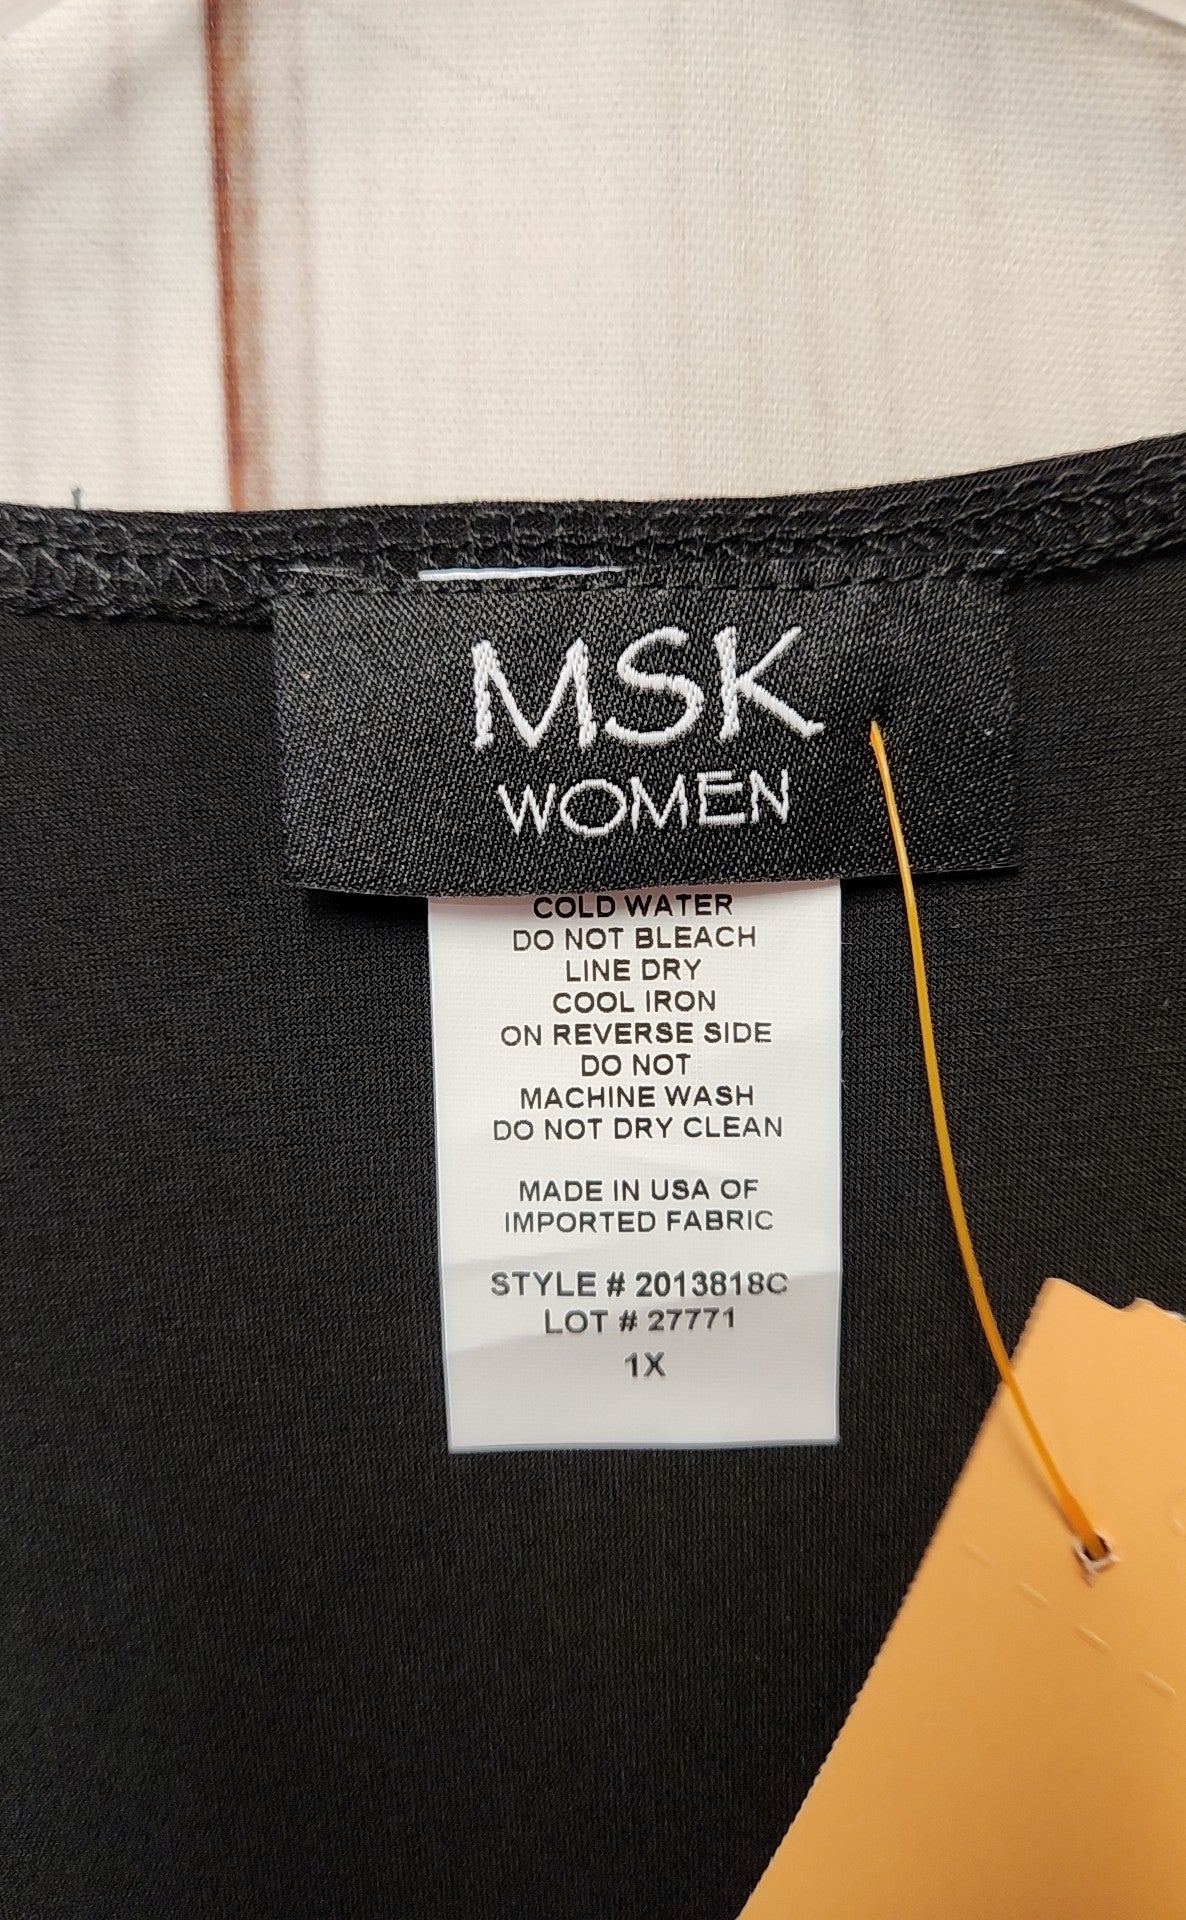 MSK
WOMEN
COLD WATER
DO NOT BLEACH
LINE DRY
COOL IRON
ON REVERSE SIDE
DO NOT
MACHINE WASH
DO NOT DRY CLEAN
MADE IN USA OF
IMPORTED FABRIC
STYLE # 2013818C
LOT # 27771
1X